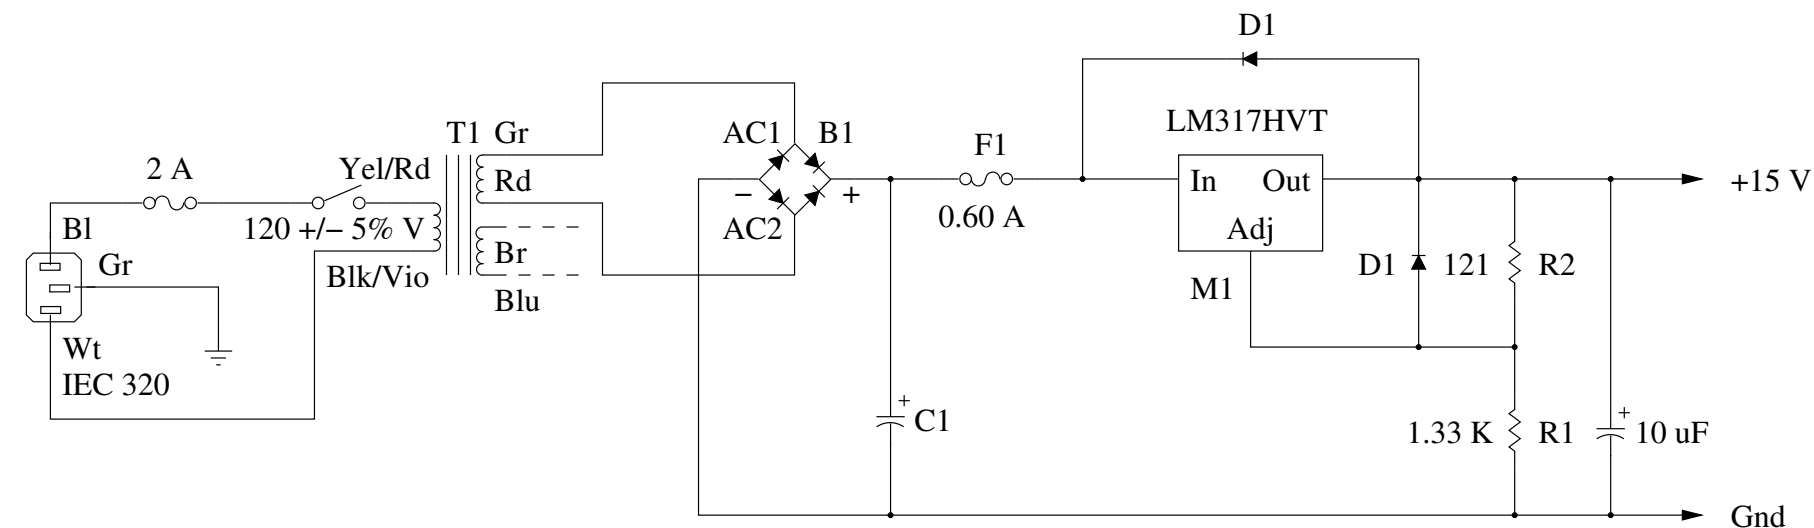 D1
LM317HVT
T1 Gr
AC1 B1
F1
2 A
Yel/Rd
Rd
− +
In Out
+15 V
0.60 A
Bl
120 +/− 5% V
AC2
Adj
Br
Gr
Blk/Vio
D1 121 R2
M1
Blu
Wt
IEC 320
+
C1
+
1.33 K R1 10 uF
Gnd